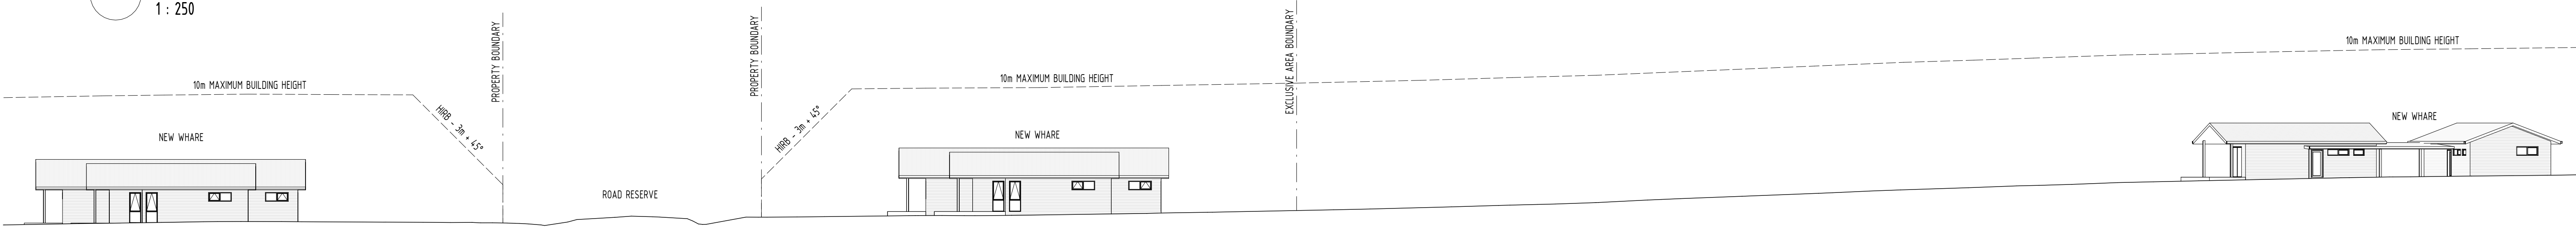 1 : 250
PROPERTY BOUNDARY
PROPERTY BOUNDARY
EXCLUSIVE AREA BOUNDARY
10m MAXIMUM BUILDING HEIGHT
10m MAXIMUM BUILDING HEIGHT
10m MAXIMUM BUILDING HEIGHT
HIRB - 3m + 45°
HIRB - 3m + 45°
NEW WHARE
NEW WHARE
NEW WHARE
ROAD RESERVE